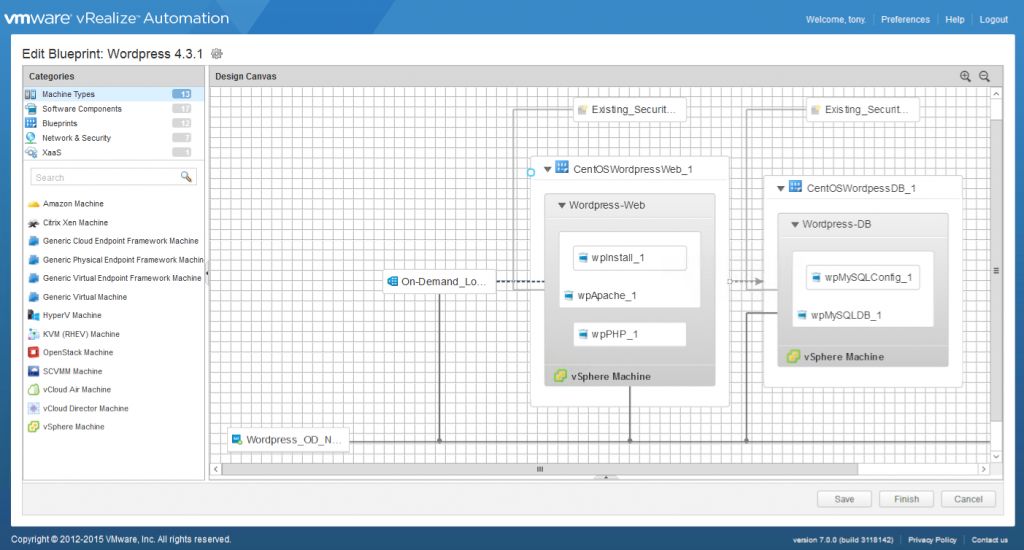 vmware® vRealize™ Automation
Welcome, tony. Preferences Help Logout
Edit Blueprint: Wordpress 4.3.1
Categories
Machine Types 13
Software Components 17
Blueprints 12
Network & Security 7
XaaS 1
Search
Amazon Machine
Citrix Xen Machine
Generic Cloud Endpoint Framework Machine
Generic Physical Endpoint Framework Machine
Generic Virtual Endpoint Framework Machine
Generic Virtual Machine
HyperV Machine
KVM (RHEV) Machine
OpenStack Machine
SCVMM Machine
vCloud Air Machine
vCloud Director Machine
vSphere Machine
Design Canvas
Existing_Securit...
Existing_Securit...
CentOSWordpressWeb_1
Wordpress-Web
wpInstall_1
wpApache_1
wpPHP_1
vSphere Machine
CentOSWordpessDB_1
Wordpress-DB
wpMySQLConfig_1
wpMySQLDB_1
vSphere Machine
On-Demand_Lo...
Wordpress_OD_N...
Save Finish Cancel
Copyright © 2012-2015 VMware, Inc. All rights reserved.
version 7.0.0 (build 3118142) Privacy Policy Contact us